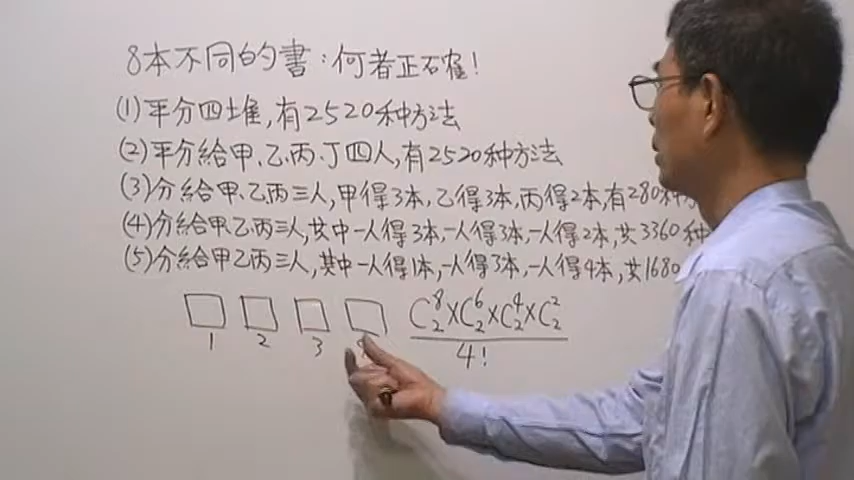 8本不同的書：何者正确！
(1)平分四堆，有2520种方法
(2)平分給甲、乙、丙、丁四人，有2520种方法
(3)分給甲、乙丙三人，甲得3本，乙得3本，丙得2本，有280种
(4)分給甲、乙丙三人，其中一人得3本，一人得3本，一人得2本，共3360种
(5)分給甲乙丙三人，其中一人得1本，一人得3本，一人得4本，共1680
C⁸₂×C⁶₂×C⁴₂×C²₂
4!
1 2 3